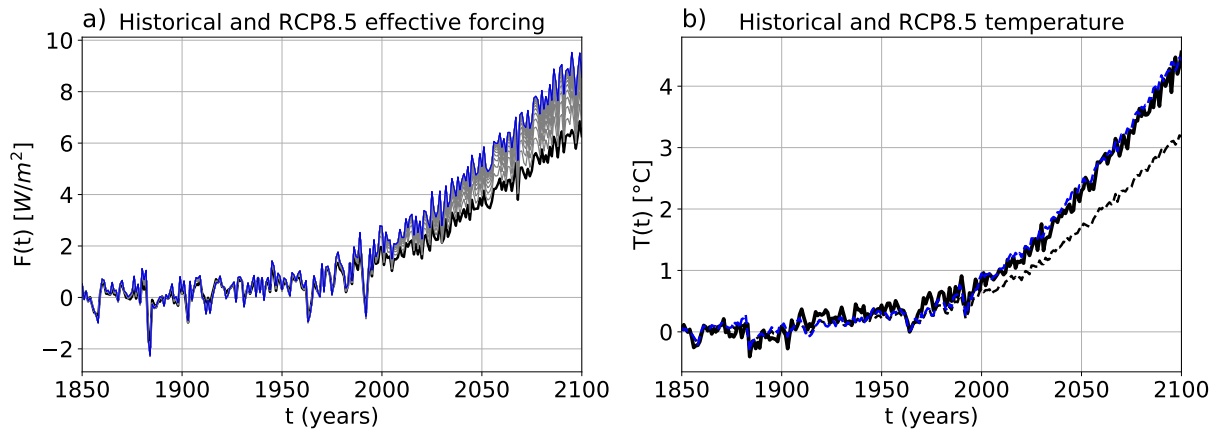 a) Historical and RCP8.5 effective forcing
10
8
6
4
2
0
−2
F(t) [W/m²]
1850 1900 1950 2000 2050 2100
t (years)
b) Historical and RCP8.5 temperature
4
3
2
1
0
T(t) [°C]
1850 1900 1950 2000 2050 2100
t (years)